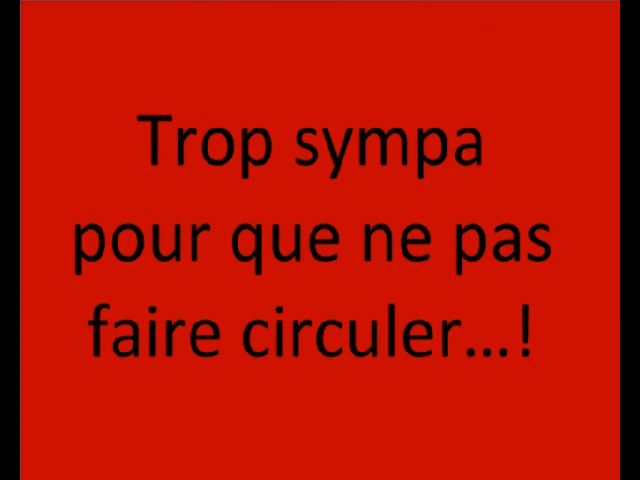 Trop sympa
pour que ne pas
faire circuler...!